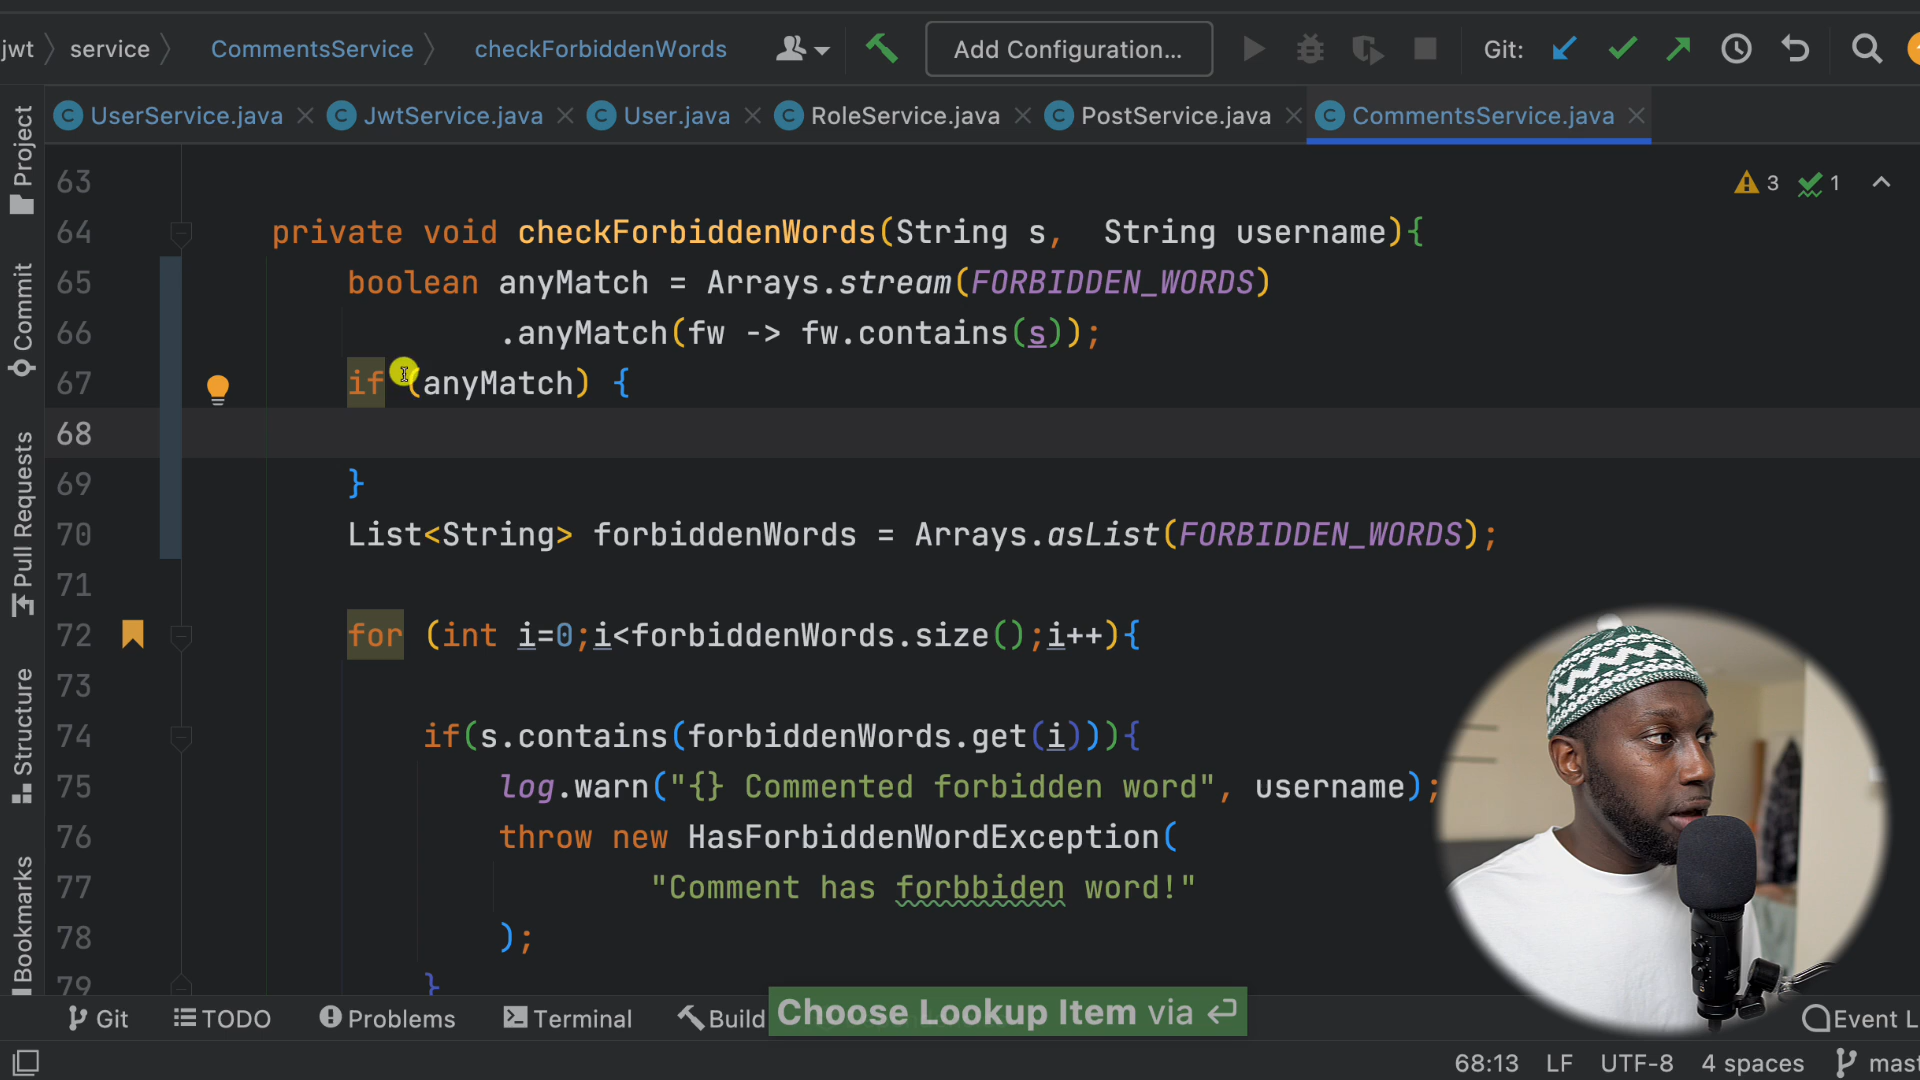 jwt service CommentsService checkForbiddenWords Add Configuration... Git:
UserService.java JwtService.java User.java RoleService.java PostService.java CommentsService.java
Project
Commit
Pull Requests
Structure
Bookmarks
3 1
63
64 private void checkForbiddenWords(String s,  String username){
65 boolean anyMatch = Arrays.stream(FORBIDDEN_WORDS)
66 .anyMatch(fw -> fw.contains(s));
67 if (anyMatch) {
68
69 }
70 List<String> forbiddenWords = Arrays.asList(FORBIDDEN_WORDS);
71
72 for (int i=0;i<forbiddenWords.size();i++){
73
74 if(s.contains(forbiddenWords.get(i))){
75 log.warn("{} Commented forbidden word", username);
76 throw new HasForbiddenWordException(
77 "Comment has forbbiden word!"
78 );
79 }
Git TODO Problems Terminal Build Choose Lookup Item via ⏎ Event L
68:13 LF UTF-8 4 spaces mast